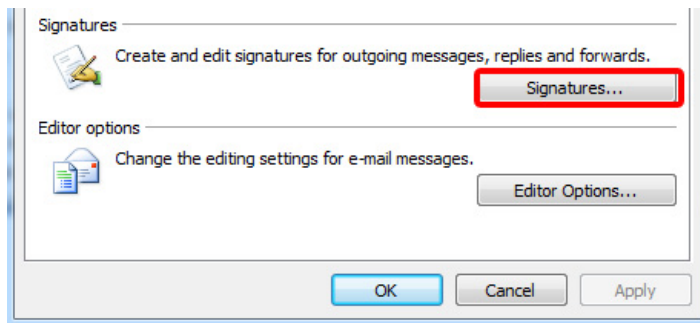 Signatures
Create and edit signatures for outgoing messages, replies and forwards.
Signatures...
Editor options
Change the editing settings for e-mail messages.
Editor Options...
OK Cancel Apply